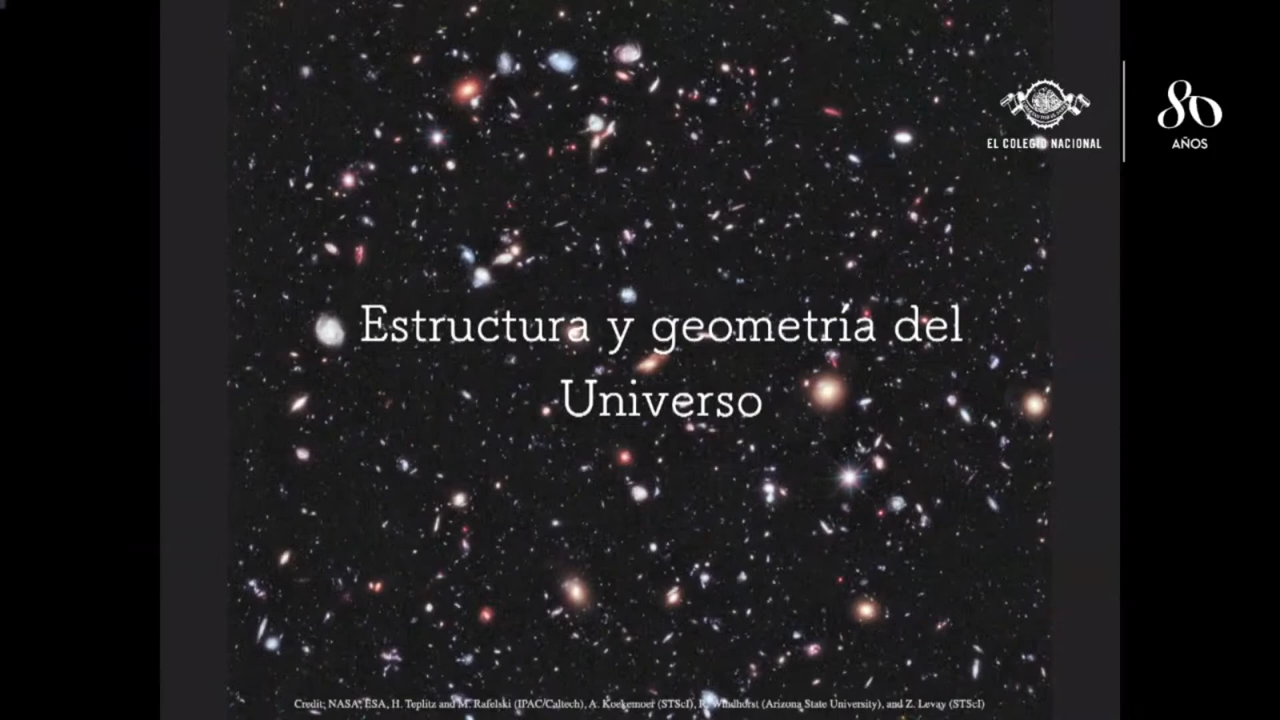 EL COLEGIO NACIONAL
80
AÑOS
Estructura y geometría del
Universo
Credit: NASA, ESA, H. Teplitz and M. Rafelski (IPAC/Caltech), A. Koekemoer (STScI), R. Windhorst (Arizona State University), and Z. Levay (STScI)